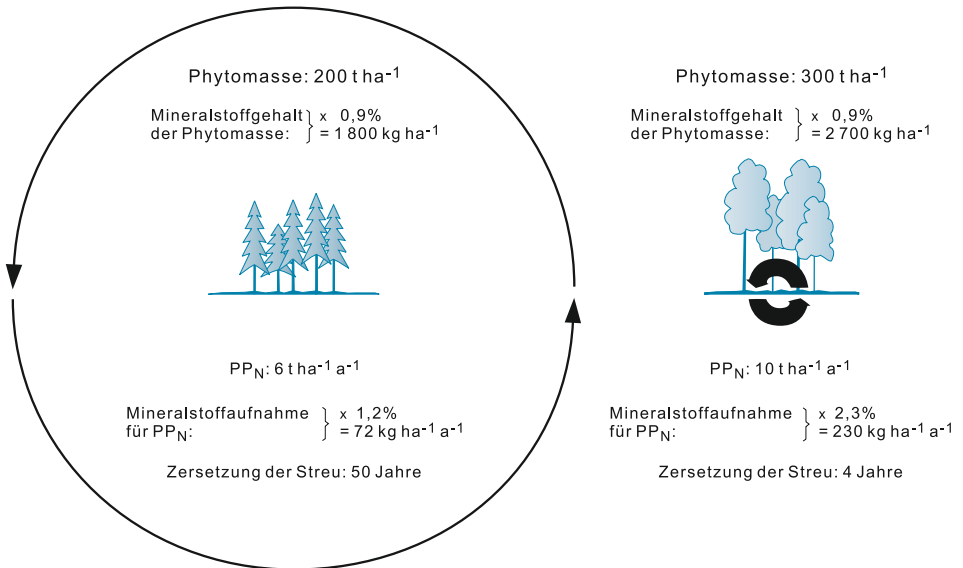 Phytomasse: 200 t ha⁻¹
Mineralstoffgehalt } x 0,9%
der Phytomasse: = 1 800 kg ha⁻¹
PPN: 6 t ha⁻¹ a⁻¹
Mineralstoffaufnahme } x 1,2%
für PPN: = 72 kg ha⁻¹ a⁻¹
Zersetzung der Streu: 50 Jahre
Phytomasse: 300 t ha⁻¹
Mineralstoffgehalt } x 0,9%
der Phytomasse: = 2 700 kg ha⁻¹
PPN: 10 t ha⁻¹ a⁻¹
Mineralstoffaufnahme } x 2,3%
für PPN: = 230 kg ha⁻¹ a⁻¹
Zersetzung der Streu: 4 Jahre